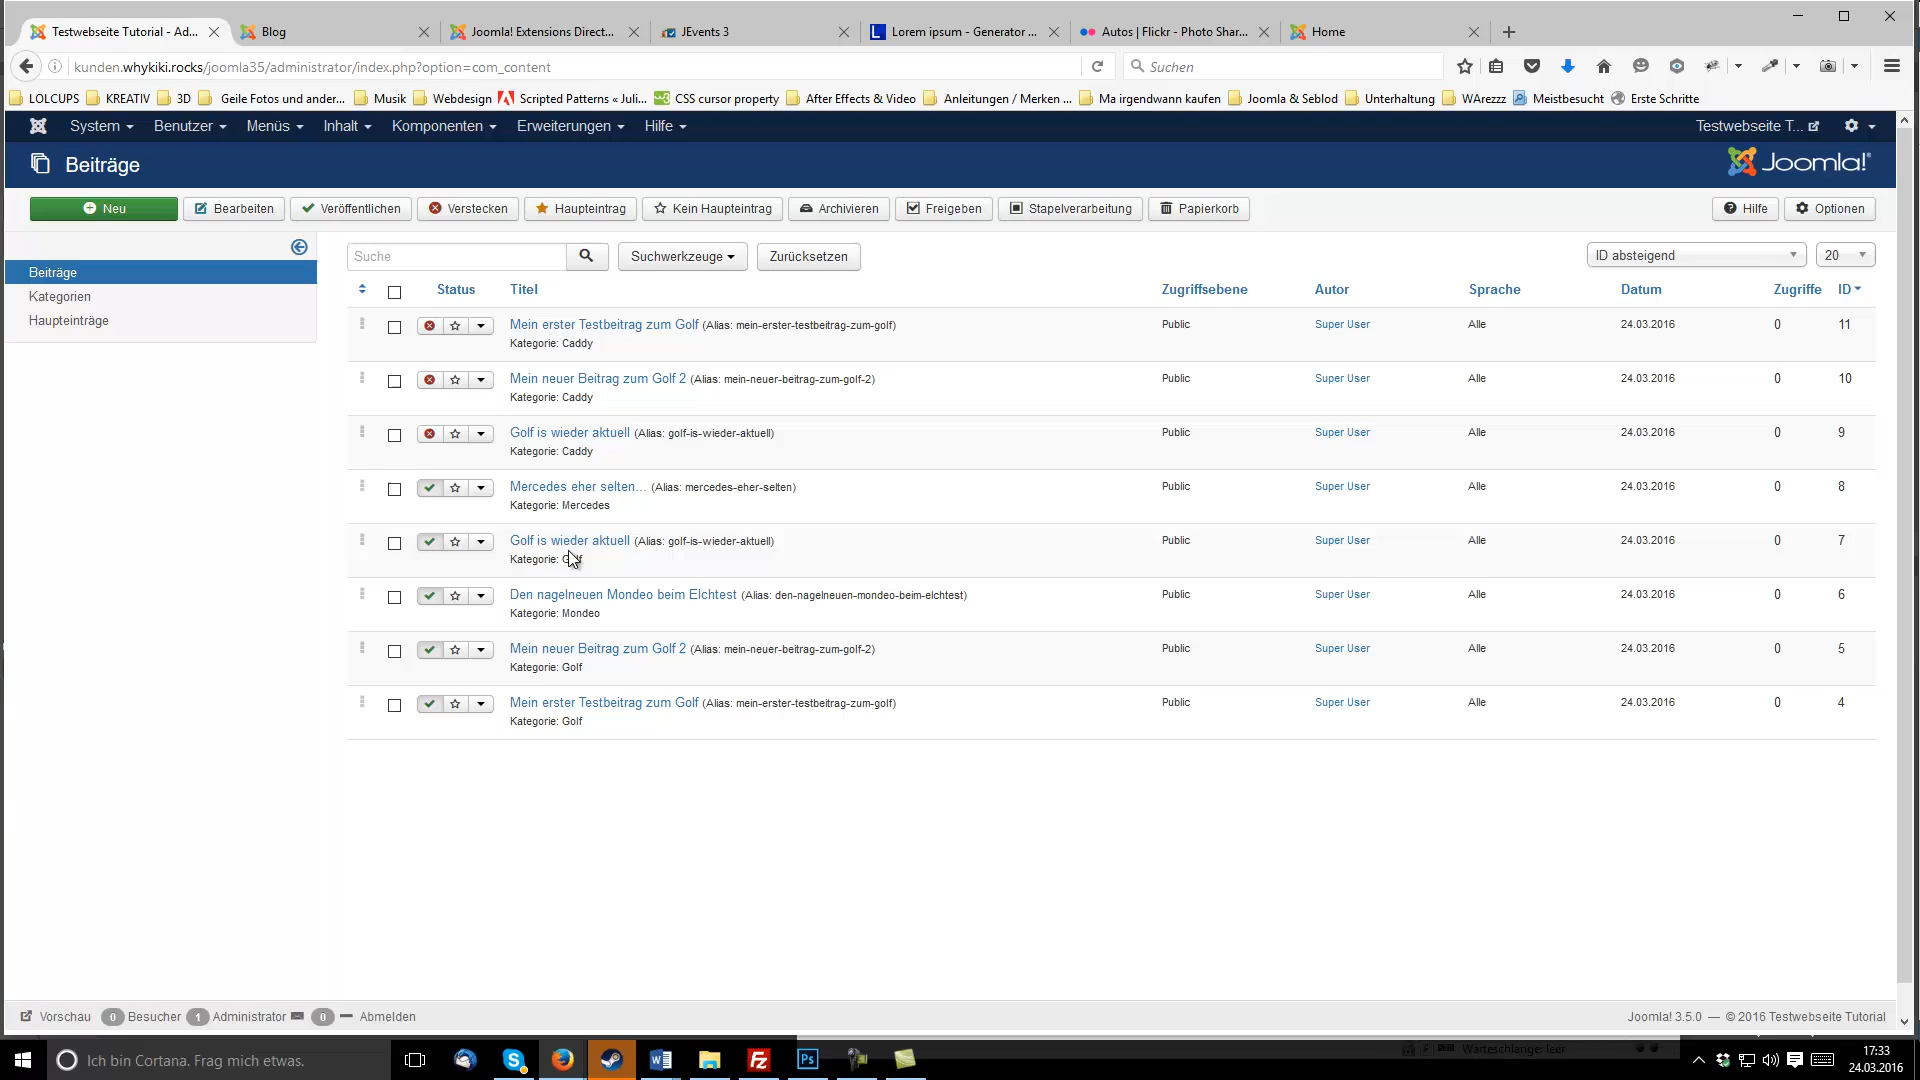 Testwebseite Tutorial - Ad...
Blog
Joomla! Extensions Direct...
JEvents 3
Lorem ipsum - Generator ...
Autos | Flickr - Photo Shar...
Home
kunden.whykiki.rocks/joomla35/administrator/index.php?option=com_content
Suchen
LOLCUPS KREATIV 3D Geile Fotos und ander... Musik Webdesign Scripted Patterns « Juli... CSS cursor property After Effects & Video Anleitungen / Merken ... Ma irgendwann kaufen Joomla & Seblod Unterhaltung WArezzz Meistbesucht Erste Schritte
System Benutzer Menüs Inhalt Komponenten Erweiterungen Hilfe Testwebseite T...
Beiträge
Joomla!®
Neu Bearbeiten Veröffentlichen Verstecken Haupteintrag Kein Haupteintrag Archivieren Freigeben Stapelverarbeitung Papierkorb Hilfe Optionen
Beiträge
Kategorien
Haupteinträge
Suche Suchwerkzeuge Zurücksetzen ID absteigend 20
Status Titel Zugriffsebene Autor Sprache Datum Zugriffe ID
Mein erster Testbeitrag zum Golf (Alias: mein-erster-testbeitrag-zum-golf) Public Super User Alle 24.03.2016 0 11
Kategorie: Caddy
Mein neuer Beitrag zum Golf 2 (Alias: mein-neuer-beitrag-zum-golf-2) Public Super User Alle 24.03.2016 0 10
Kategorie: Caddy
Golf is wieder aktuell (Alias: golf-is-wieder-aktuell) Public Super User Alle 24.03.2016 0 9
Kategorie: Caddy
Mercedes eher selten... (Alias: mercedes-eher-selten) Public Super User Alle 24.03.2016 0 8
Kategorie: Mercedes
Golf is wieder aktuell (Alias: golf-is-wieder-aktuell) Public Super User Alle 24.03.2016 0 7
Kategorie: Golf
Den nagelneuen Mondeo beim Elchtest (Alias: den-nagelneuen-mondeo-beim-elchtest) Public Super User Alle 24.03.2016 0 6
Kategorie: Mondeo
Mein neuer Beitrag zum Golf 2 (Alias: mein-neuer-beitrag-zum-golf-2) Public Super User Alle 24.03.2016 0 5
Kategorie: Golf
Mein erster Testbeitrag zum Golf (Alias: mein-erster-testbeitrag-zum-golf) Public Super User Alle 24.03.2016 0 4
Kategorie: Golf
Vorschau 0 Besucher 1 Administrator 0 Abmelden Joomla! 3.5.0 — © 2016 Testwebseite Tutorial
Warteschlange: leer
Ich bin Cortana. Frag mich etwas.
17:33
24.03.2016